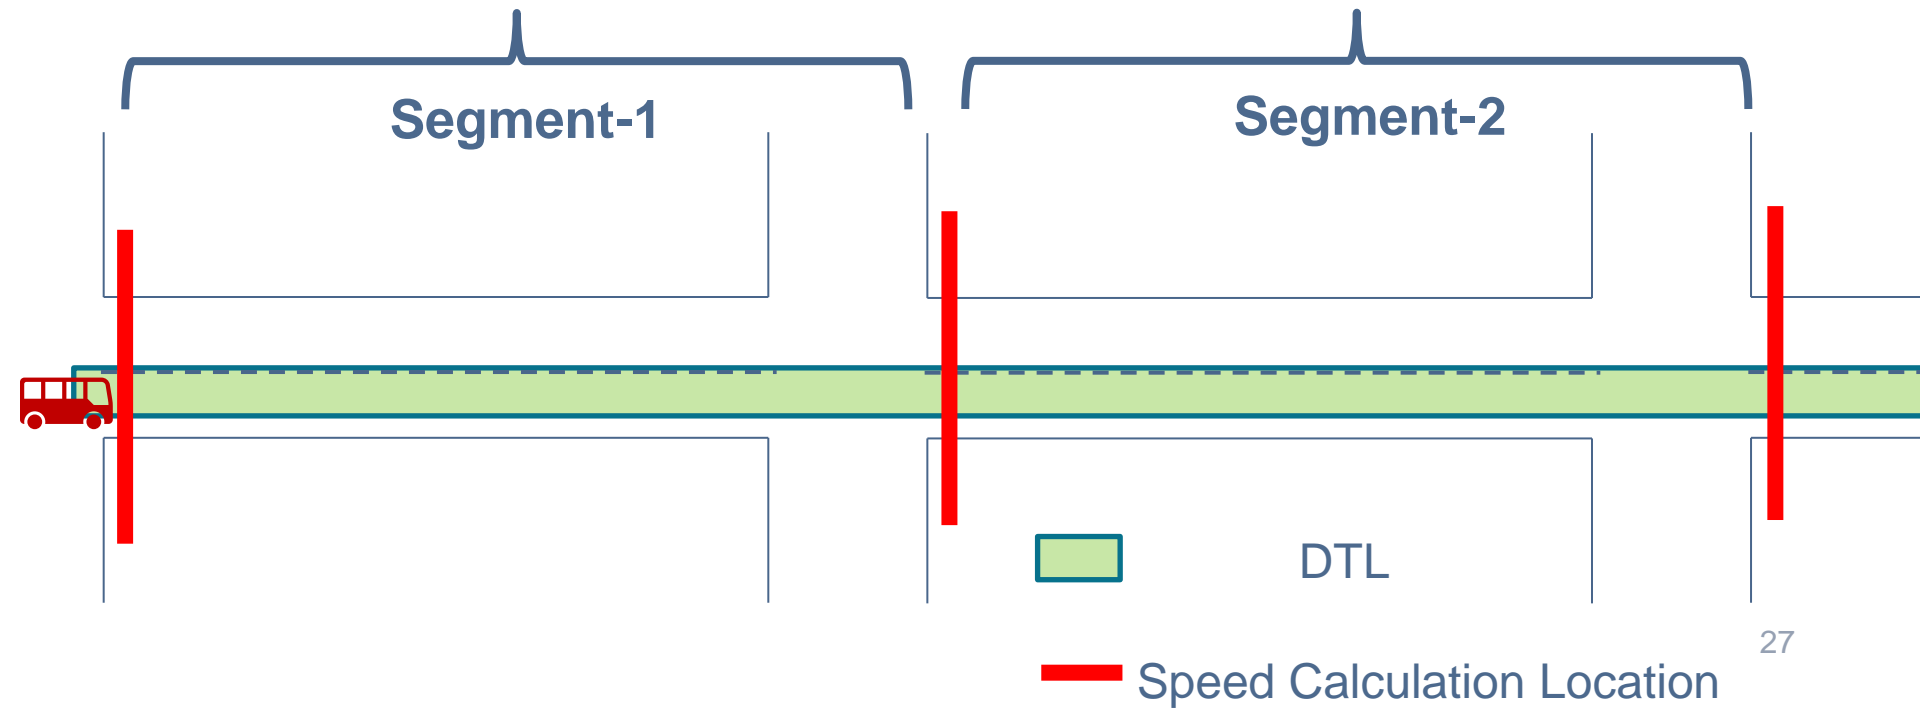 Segment-1
Segment-2
DTL
27
Speed Calculation Location